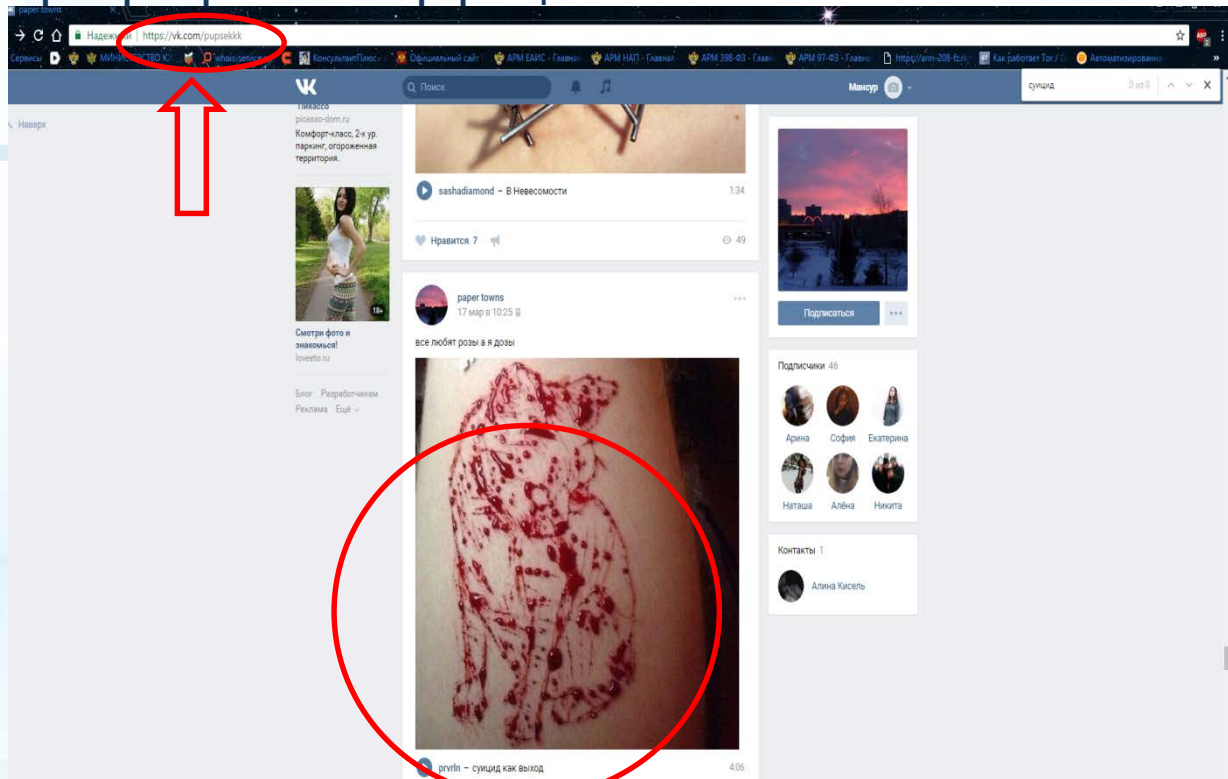 paper towns
Надежный | https://vk.com/pupsekkk
Сервисы
КонсультантПлюс
Официальный сайт
АРМ ЕАИС - Главная
АРМ НАП - Главная
АРМ 398-ФЗ - Глав
АРМ 97-ФЗ - Главн
Как работает Tor / G
Автоматизированн
Поиск
Мансур
суицид
0 из 0
Наверх
Пикассо
picasso-dom.ru
Комфорт-класс, 2-х ур.
паркинг, огороженная
территория.
18+
Смотри фото и
знакомься!
loveeto.ru
Блог Разработчикам
Реклама Ещё
sashadiamond – В Невесомости 1:34
Нравится 7
49
paper towns
17 мар в 10:25
все любят розы а я дозы
prvrln – суицид как выход 4:06
Подписаться
Подписчики 46
Арина София Екатерина
Наташа Алёна Никита
Контакты 1
Алина Кисель